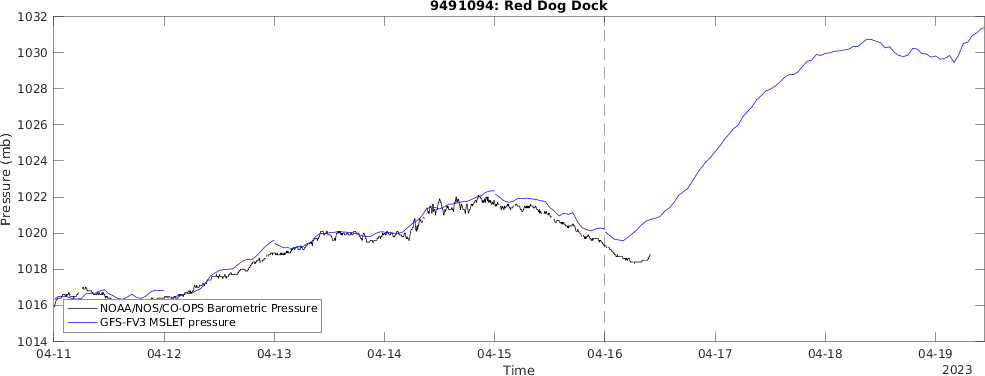 9491094: Red Dog Dock
1032
1030
1028
1026
1024
1022
1020
1018
1016
1014
Pressure (mb)
NOAA/NOS/CO-OPS Barometric Pressure
GFS-FV3 MSLET pressure
04-11 04-12 04-13 04-14 04-15 04-16 04-17 04-18 04-19
Time
2023